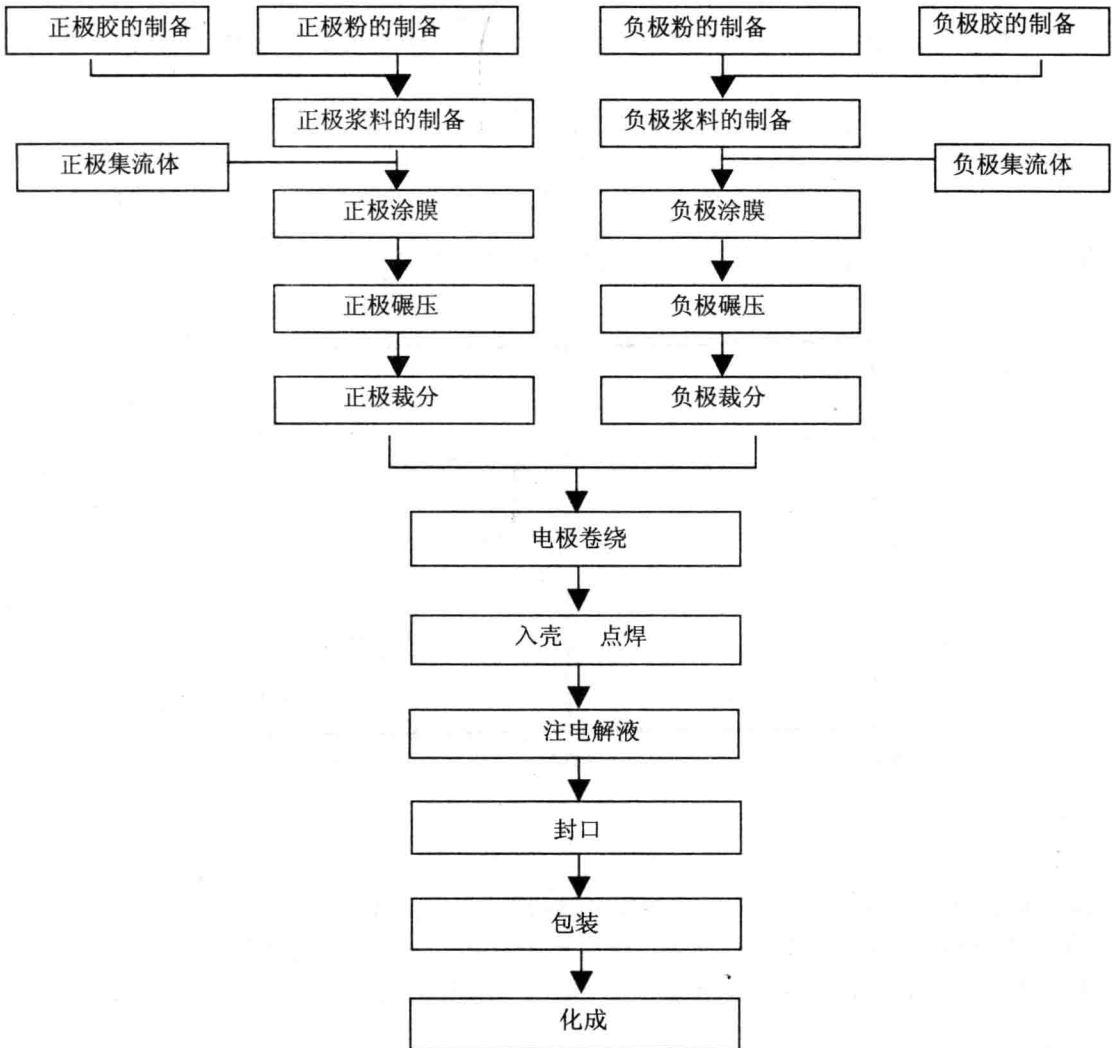 正极胶的制备 正极粉的制备 负极粉的制备 负极胶的制备
正极浆料的制备 负极浆料的制备
正极集流体 负极集流体
正极涂膜 负极涂膜
正极碾压 负极碾压
正极裁分 负极裁分
电极卷绕
入壳 点焊
注电解液
封口
包装
化成